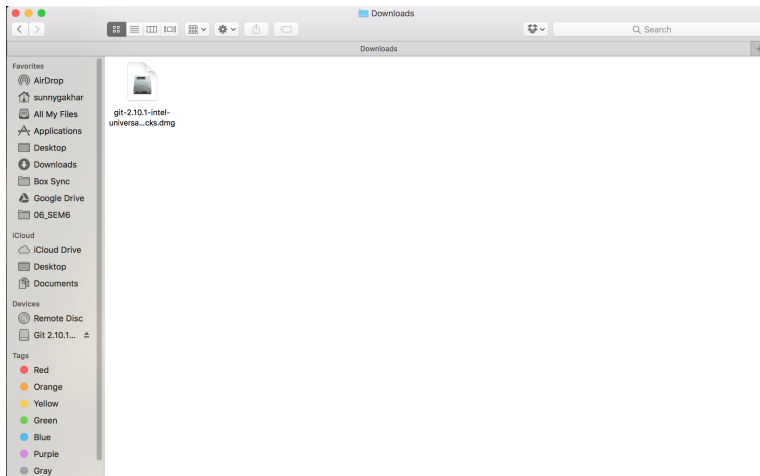 Downloads
Search
Downloads
Favorites
AirDrop
sunnygakhar
All My Files
Applications
Desktop
Downloads
Box Sync
Google Drive
06_SEM6
iCloud
iCloud Drive
Desktop
Documents
Devices
Remote Disc
Git 2.10.1...
Tags
Red
Orange
Yellow
Green
Blue
Purple
Gray
git-2.10.1-intel-
universa...cks.dmg